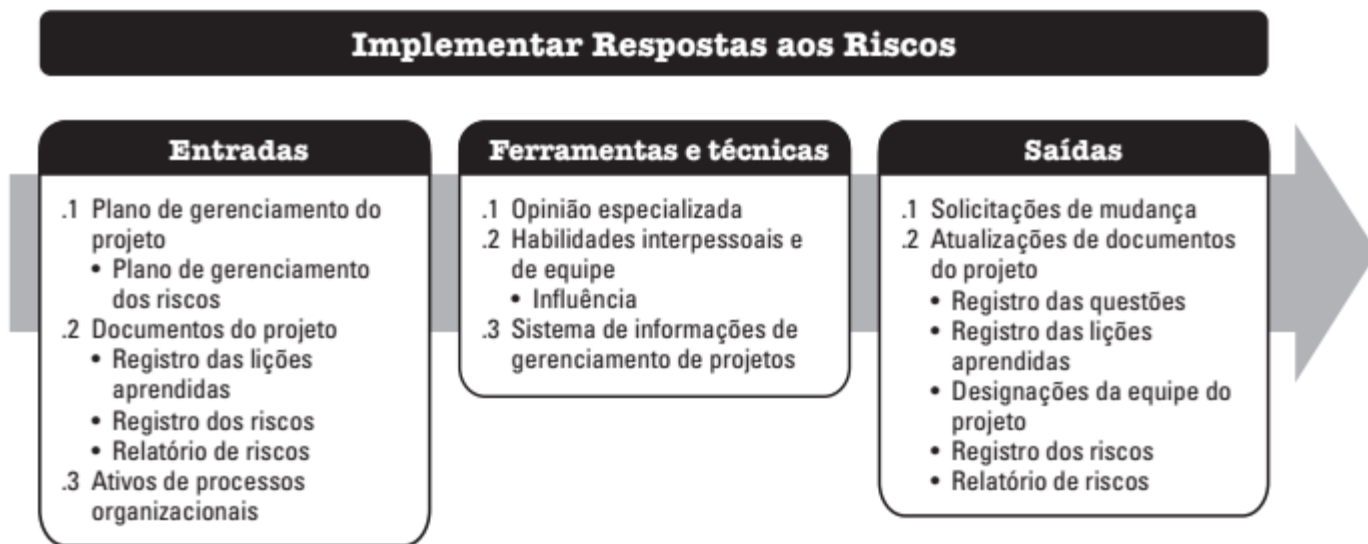 Implementar Respostas aos Riscos
Entradas
.1 Plano de gerenciamento do
projeto
• Plano de gerenciamento
dos riscos
.2 Documentos do projeto
• Registro das lições
aprendidas
• Registro dos riscos
• Relatório de riscos
.3 Ativos de processos
organizacionais
Ferramentas e técnicas
.1 Opinião especializada
.2 Habilidades interpessoais e
de equipe
• Influência
.3 Sistema de informações de
gerenciamento de projetos
Saídas
.1 Solicitações de mudança
.2 Atualizações de documentos
do projeto
• Registro das questões
• Registro das lições
aprendidas
• Designações da equipe do
projeto
• Registro dos riscos
• Relatório de riscos